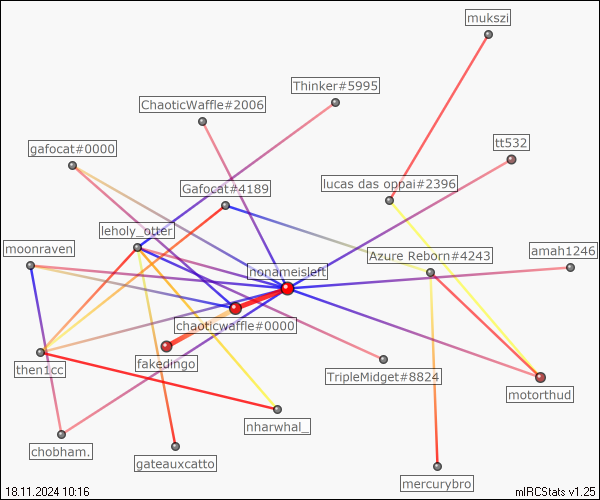 mukszi
Thinker#5995
ChaoticWaffle#2006
tt532
gafocat#0000
lucas das oppai#2396
Gafocat#4189
leholy_otter
moonraven
Azure Reborn#4243
amah1246
nonameisleft
chaoticwaffle#0000
then1cc
fakedingo
TripleMidget#8824
motorthud
nharwhal_
chobham.
gateauxcatto
mercurybro
18.11.2024 10:16
mIRCStats v1.25